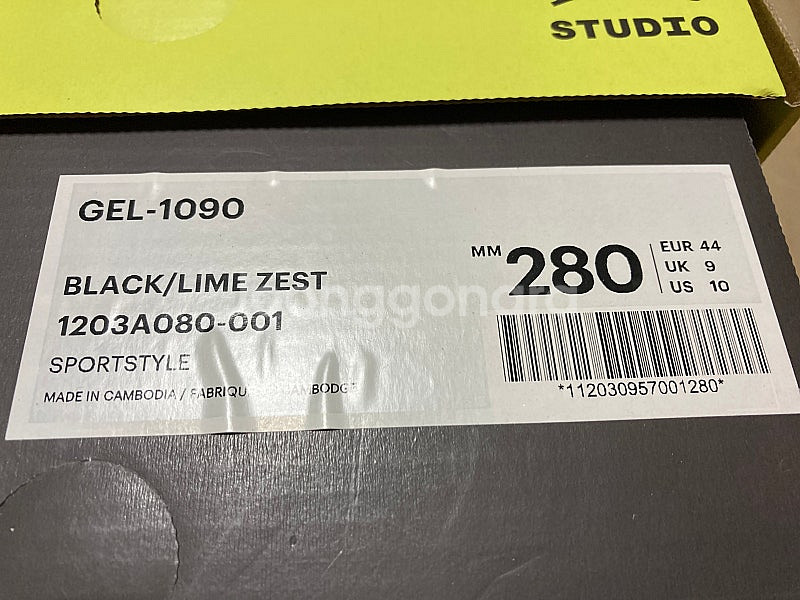 STUDIO
GEL-1090
BLACK/LIME ZEST
1203A080-001
SPORTSTYLE
MADE IN CAMBODIA /
MM 280
EUR 44
UK 9
US 10
*112030957001280*
joonggonara